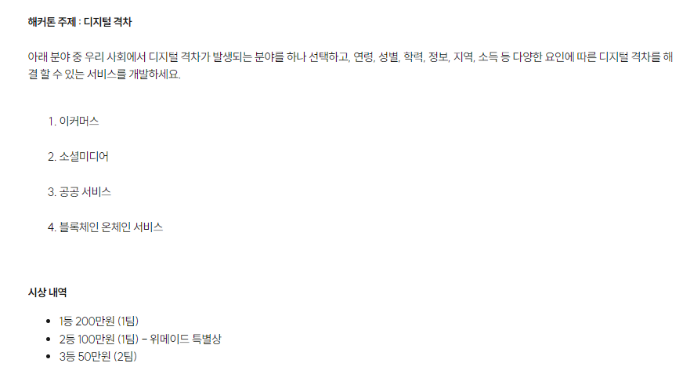 해커톤 주제 : 디지털 격차
아래 분야 중 우리 사회에서 디지털 격차가 발생되는 분야를 하나 선택하고, 연령, 성별, 학력, 정보, 지역, 소득 등 다양한 요인에 따른 디지털 격차를 해
결 할 수 있는 서비스를 개발하세요.
1. 이커머스
2. 소셜미디어
3. 공공 서비스
4. 블록체인 온체인 서비스
시상 내역
• 1등 200만원 (1팀)
• 2등 100만원 (1팀) - 위메이드 특별상
• 3등 50만원 (2팀)